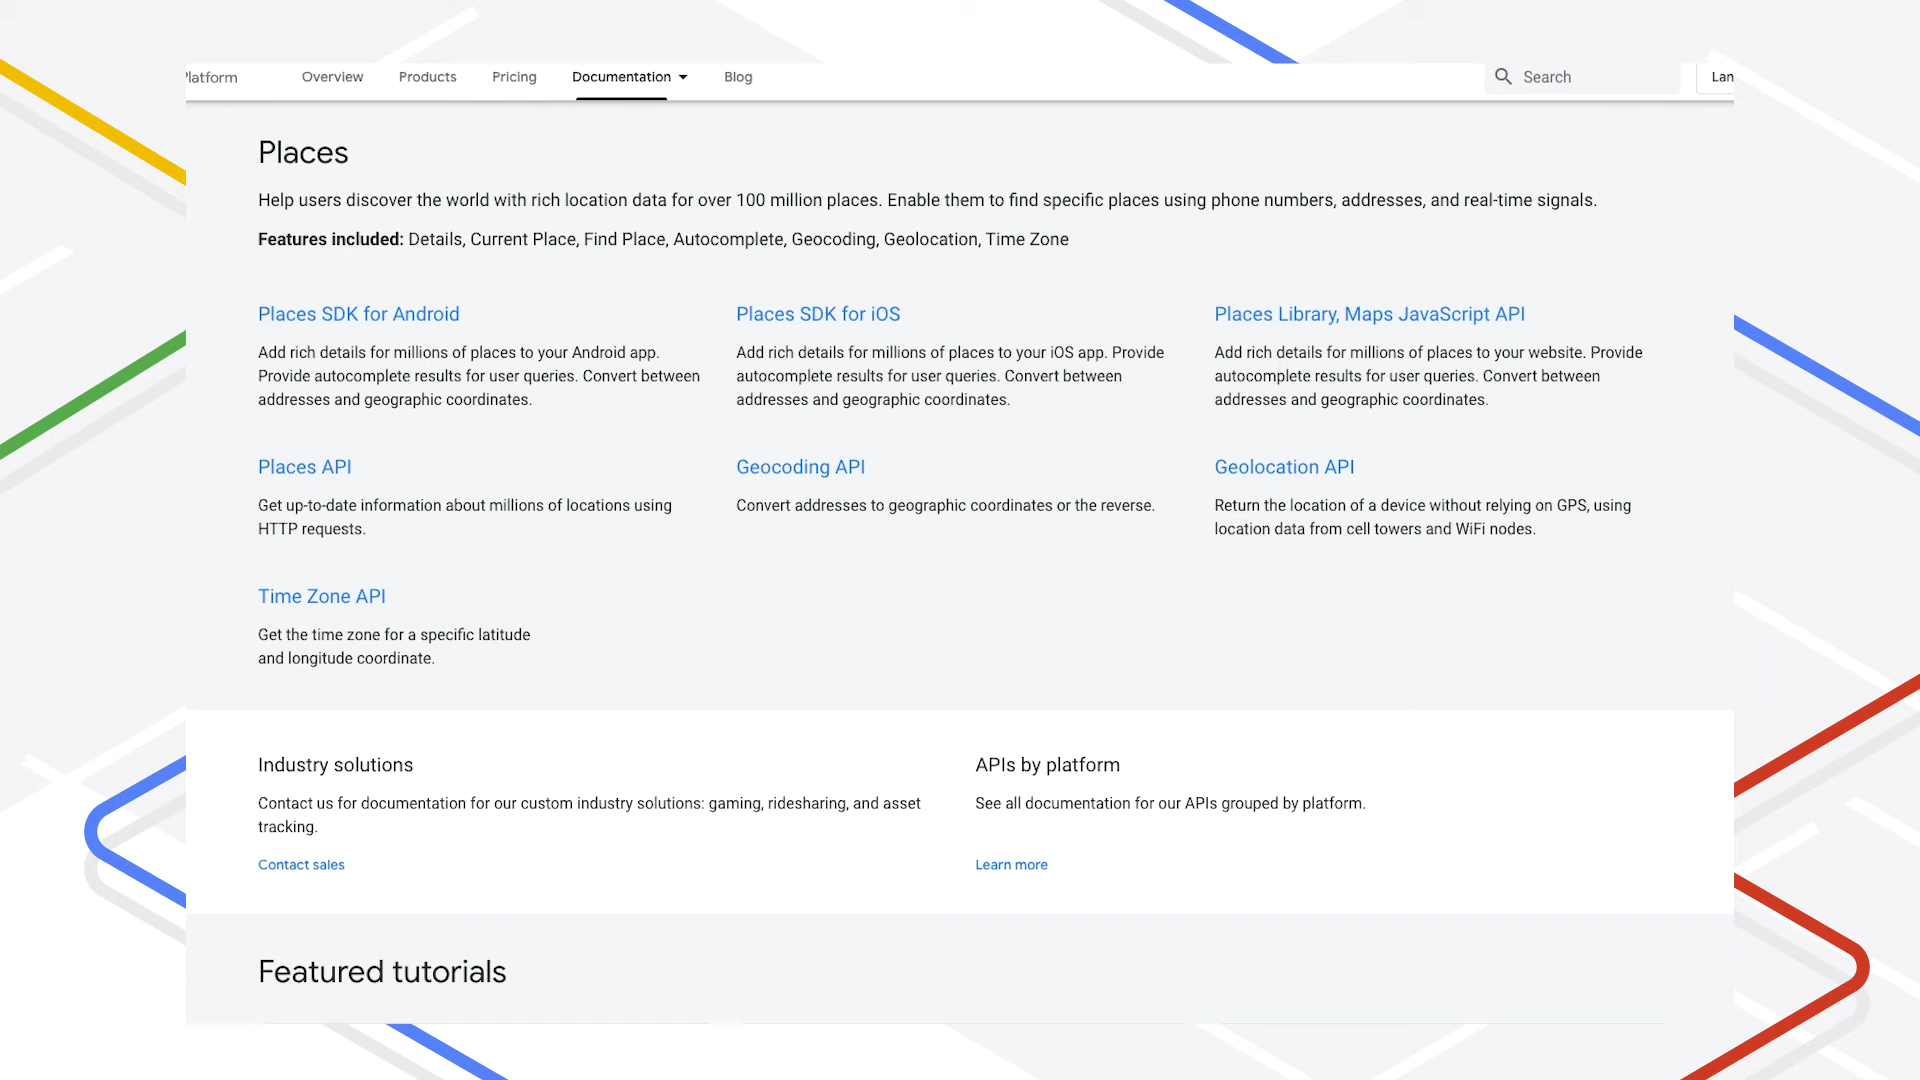 Platform Overview Products Pricing Documentation Blog Search Lan
Places
Help users discover the world with rich location data for over 100 million places. Enable them to find specific places using phone numbers, addresses, and real-time signals.
Features included: Details, Current Place, Find Place, Autocomplete, Geocoding, Geolocation, Time Zone
Places SDK for Android
Add rich details for millions of places to your Android app.
Provide autocomplete results for user queries. Convert between
addresses and geographic coordinates.
Places SDK for iOS
Add rich details for millions of places to your iOS app. Provide
autocomplete results for user queries. Convert between
addresses and geographic coordinates.
Places Library, Maps JavaScript API
Add rich details for millions of places to your website. Provide
autocomplete results for user queries. Convert between
addresses and geographic coordinates.
Places API
Get up-to-date information about millions of locations using
HTTP requests.
Geocoding API
Convert addresses to geographic coordinates or the reverse.
Geolocation API
Return the location of a device without relying on GPS, using
location data from cell towers and WiFi nodes.
Time Zone API
Get the time zone for a specific latitude
and longitude coordinate.
Industry solutions
Contact us for documentation for our custom industry solutions: gaming, ridesharing, and asset
tracking.
Contact sales
APIs by platform
See all documentation for our APIs grouped by platform.
Learn more
Featured tutorials